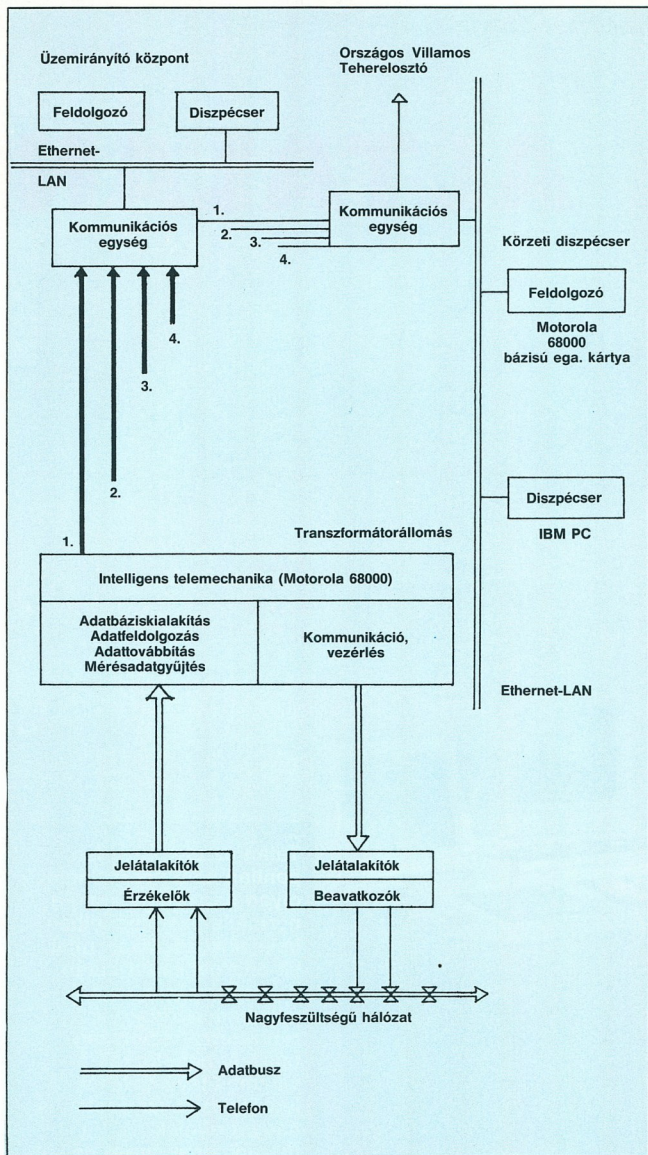 Üzemirányító központ
Országos Villamos
Teherelosztó
Feldolgozó
Diszpécser
Ethernet-
LAN
Kommunikációs
egység
1.
2.
3.
4.
Kommunikációs
egység
Körzeti diszpécser
Feldolgozó
Motorola
68000
bázisú ega. kártya
4.
3.
2.
1.
Diszpécser
IBM PC
Transzformátorállomás
Intelligens telemechanika (Motorola 68000)
Adatbáziskialakítás
Adatfeldolgozás
Adattovábbítás
Mérésadatgyűjtés
Kommunikáció,
vezérlés
Ethernet-LAN
Jelátalakítók
Érzékelők
Jelátalakítók
Beavatkozók
Nagyfeszültségű hálózat
Adatbusz
Telefon